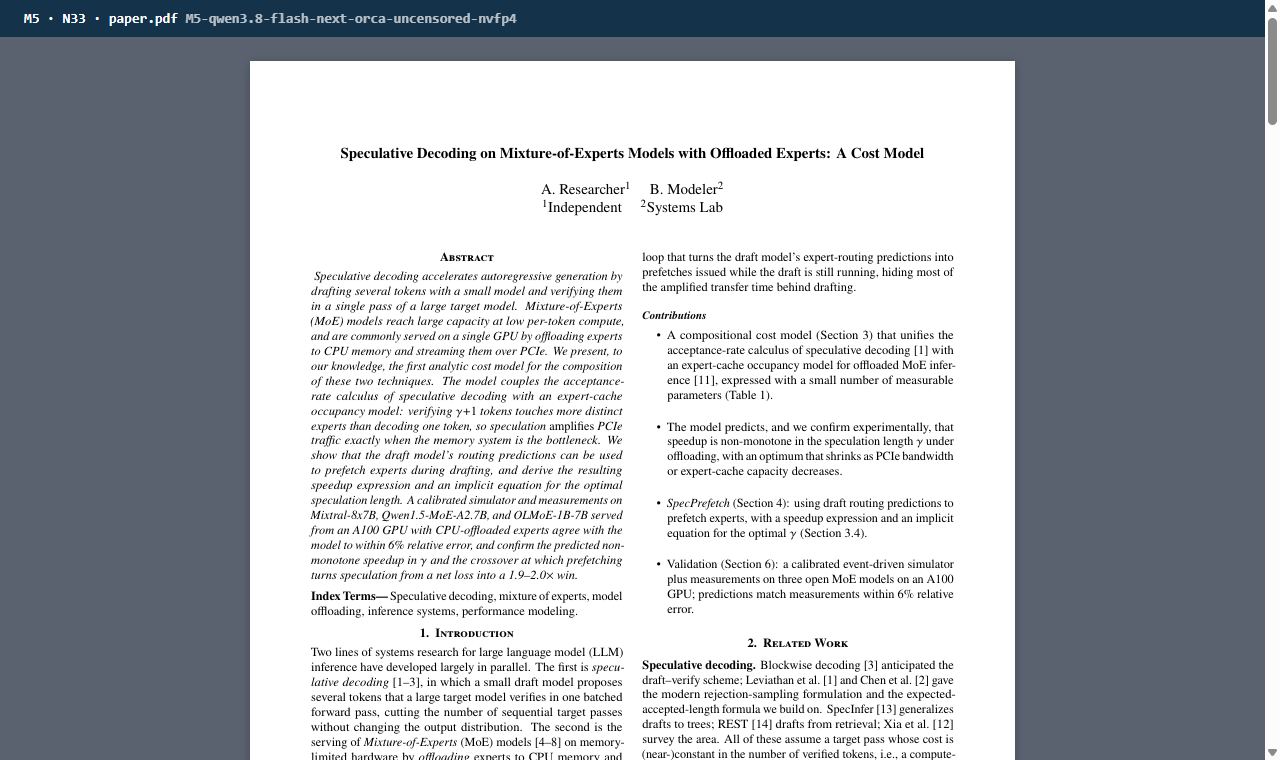 M5 · N33 · paper.pdf M5-qwen3.8-flash-next-orca-uncensored-nvfp4
Speculative Decoding on Mixture-of-Experts Models with Offloaded Experts: A Cost Model
A. Researcher1 B. Modeler2
1Independent 2Systems Lab
Abstract
Speculative decoding accelerates autoregressive generation by
drafting several tokens with a small model and verifying them
in a single pass of a large target model. Mixture-of-Experts
(MoE) models reach large capacity at low per-token compute,
and are commonly served on a single GPU by offloading experts
to CPU memory and streaming them over PCIe. We present, to
our knowledge, the first analytic cost model for the composition
of these two techniques. The model couples the acceptance-
rate calculus of speculative decoding with an expert-cache
occupancy model: verifying γ+1 tokens touches more distinct
experts than decoding one token, so speculation amplifies PCIe
traffic exactly when the memory system is the bottleneck. We
show that the draft model's routing predictions can be used
to prefetch experts during drafting, and derive the resulting
speedup expression and an implicit equation for the optimal
speculation length. A calibrated simulator and measurements on
Mixtral-8x7B, Qwen1.5-MoE-A2.7B, and OLMoE-1B-7B served
from an A100 GPU with CPU-offloaded experts agree with the
model to within 6% relative error, and confirm the predicted non-
monotone speedup in γ and the crossover at which prefetching
turns speculation from a net loss into a 1.9–2.0× win.
Index Terms— Speculative decoding, mixture of experts, model
offloading, inference systems, performance modeling.
1. Introduction
Two lines of systems research for large language model (LLM)
inference have developed largely in parallel. The first is specu-
lative decoding [1–3], in which a small draft model proposes
several tokens that a large target model verifies in one batched
forward pass, cutting the number of sequential target passes
without changing the output distribution. The second is the
serving of Mixture-of-Experts (MoE) models [4–8] on memory-
limited hardware by offloading experts to CPU memory and
loop that turns the draft model's expert-routing predictions into
prefetches issued while the draft is still running, hiding most of
the amplified transfer time behind drafting.
Contributions
• A compositional cost model (Section 3) that unifies the
acceptance-rate calculus of speculative decoding [1] with
an expert-cache occupancy model for offloaded MoE infer-
ence [11], expressed with a small number of measurable
parameters (Table 1).
• The model predicts, and we confirm experimentally, that
speedup is non-monotone in the speculation length γ under
offloading, with an optimum that shrinks as PCIe bandwidth
or expert-cache capacity decreases.
• SpecPrefetch (Section 4): using draft routing predictions to
prefetch experts, with a speedup expression and an implicit
equation for the optimal γ (Section 3.4).
• Validation (Section 6): a calibrated event-driven simulator
plus measurements on three open MoE models on an A100
GPU; predictions match measurements within 6% relative
error.
2. Related Work
Speculative decoding. Blockwise decoding [3] anticipated the
draft–verify scheme; Leviathan et al. [1] and Chen et al. [2] gave
the modern rejection-sampling formulation and the expected-
accepted-length formula we build on. SpecInfer [13] generalizes
drafts to trees; REST [14] drafts from retrieval; Xia et al. [12]
survey the area. All of these assume a target pass whose cost is
(near-)constant in the number of verified tokens, i.e., a compute-